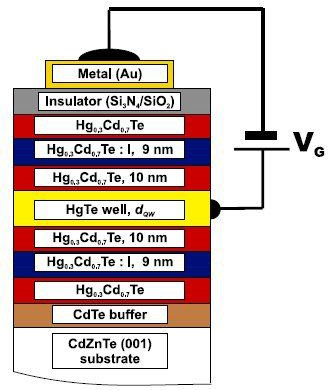 Metal (Au)
Insulator (Si₃N₄/SiO₂)
Hg₀,₃Cd₀,₇Te
Hg₀,₃Cd₀,₇Te : I, 9 nm
Hg₀,₃Cd₀,₇Te, 10 nm
HgTe well, d_QW
Hg₀,₃Cd₀,₇Te, 10 nm
Hg₀,₃Cd₀,₇Te : I, 9 nm
Hg₀,₃Cd₀,₇Te
CdTe buffer
CdZnTe (001)
substrate
V_G